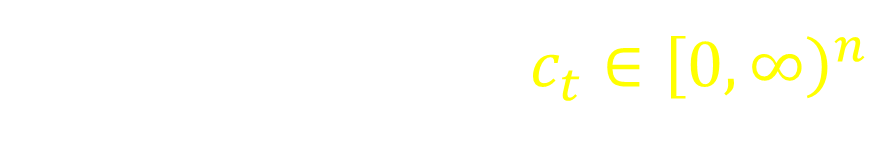 c_t ∈ [0, ∞)^n